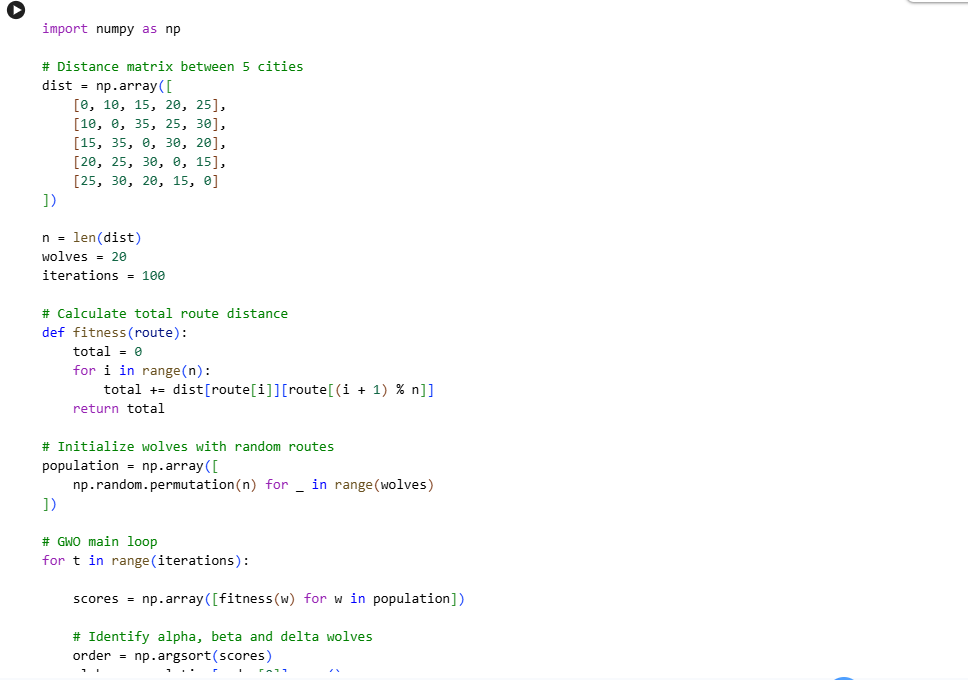 import numpy as np
# Distance matrix between 5 cities
dist = np.array([
    [0, 10, 15, 20, 25],
    [10, 0, 35, 25, 30],
    [15, 35, 0, 30, 20],
    [20, 25, 30, 0, 15],
    [25, 30, 20, 15, 0]
])
n = len(dist)
wolves = 20
iterations = 100
# Calculate total route distance
def fitness(route):
    total = 0
    for i in range(n):
        total += dist[route[i]][route[(i + 1) % n]]
    return total
# Initialize wolves with random routes
population = np.array([
    np.random.permutation(n) for _ in range(wolves)
])
# GWO main loop
for t in range(iterations):
    scores = np.array([fitness(w) for w in population])
    # Identify alpha, beta and delta wolves
    order = np.argsort(scores)